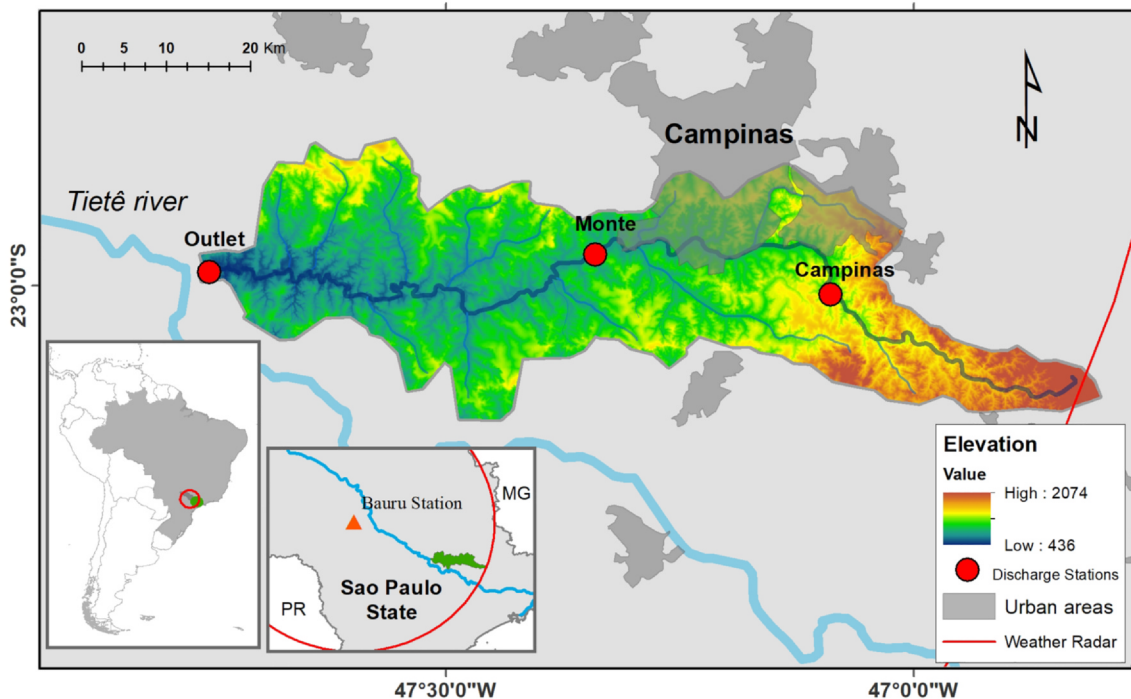 0 5 10 20 Km
Campinas
N
Tietê river
Outlet
Monte
Campinas
23°0'0"S
Bauru Station
MG
Sao Paulo
State
PR
Elevation
Value
High : 2074
Low : 436
Discharge Stations
Urban areas
Weather Radar
47°30'0"W
47°0'0"W